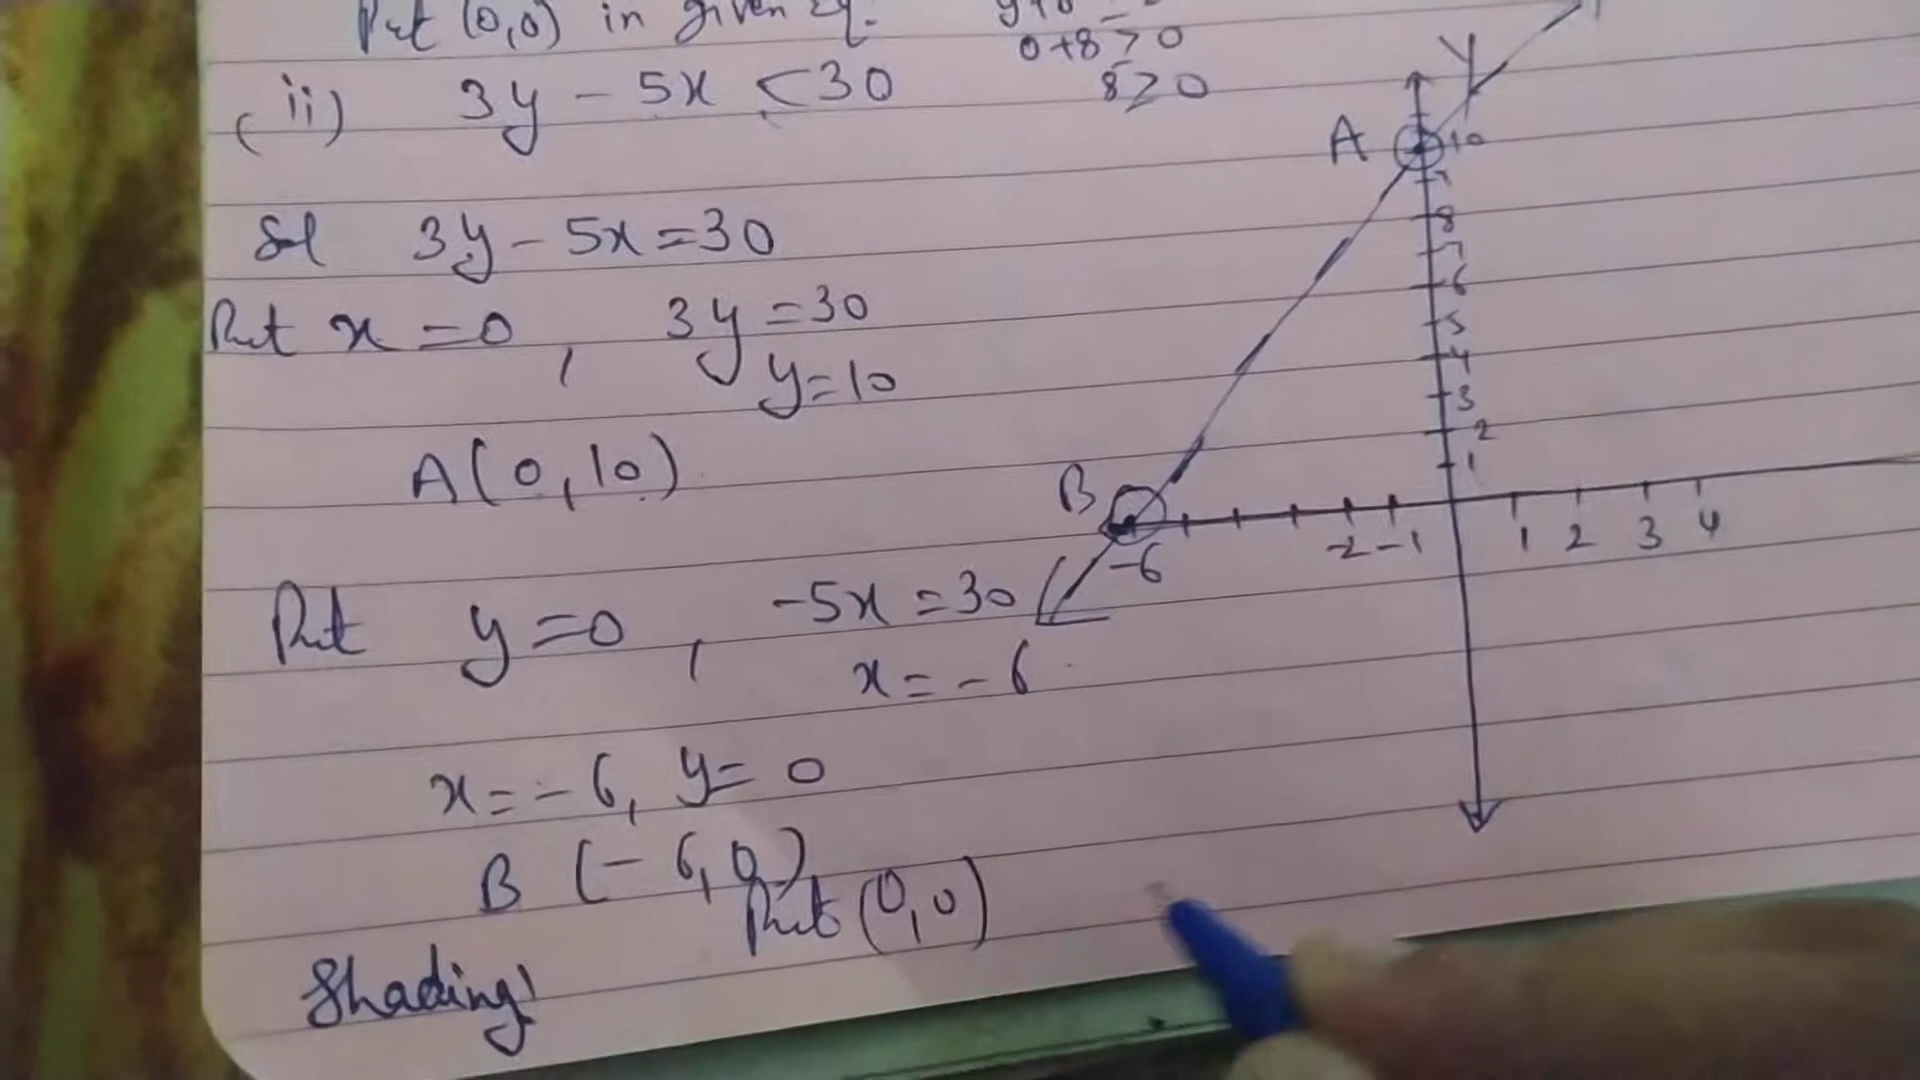 Put (0,0) in given eq.
0+8 ≥ 0
8 ≥ 0
(ii) 3y - 5x < 30
Sol 3y - 5x = 30
Put x = 0 , 3y = 30
y = 10
A(0,10)
Put y = 0 , -5x = 30
x = -6
x = -6, y = 0
B (-6,0)
Put (0,0)
Shading:
Y
A 10
8
7
6
5
4
3
2
1
B
-6 -2 -1 1 2 3 4